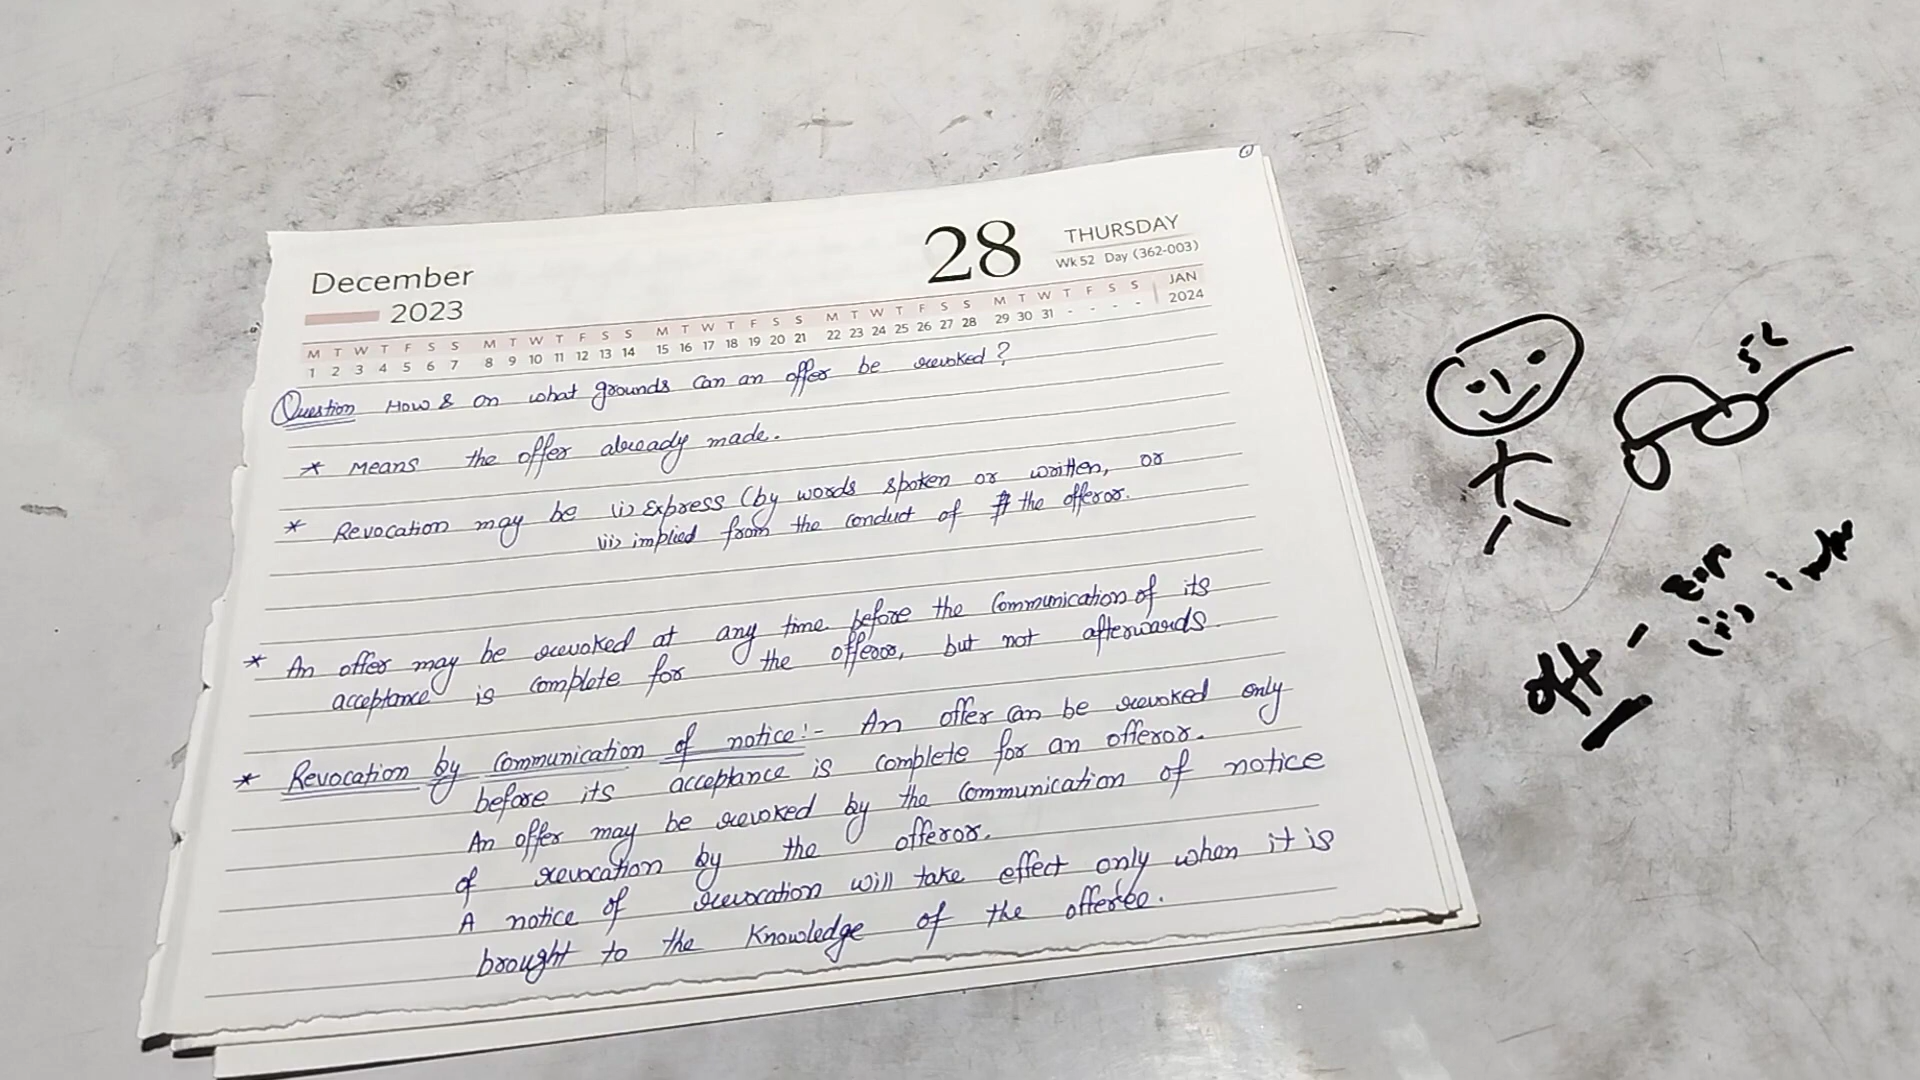 December
2023
28
THURSDAY
Wk 52 Day (362-003)
M T W T F S S M T W T F S S M T W T F S S M T W T F S S M T W T F S S JAN
1 2 3 4 5 6 7 8 9 10 11 12 13 14 15 16 17 18 19 20 21 22 23 24 25 26 27 28 29 30 31 - - - - 2024
Question How & on what grounds can an offer be revoked?
* Means the offer already made.
* Revocation may be (i) Express (by words spoken or written, or
(ii) implied from the conduct of the offeror.
* An offer may be revoked at any time before the communication of its
acceptance is complete for the offeror, but not afterwards.
* Revocation by communication of notice:- An offer can be revoked only
before its acceptance is complete for an offeror.
An offer may be revoked by the communication of notice
of revocation by the offeror.
A notice of revocation will take effect only when it is
brought to the knowledge of the offeree.
off -
(ii)